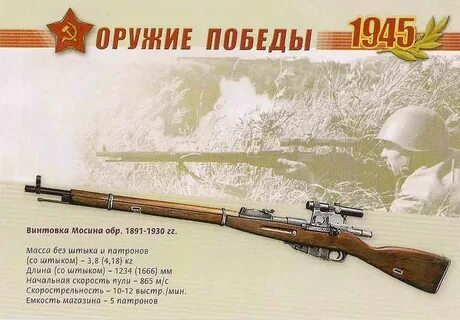 ОРУЖИЕ ПОБЕДЫ 1945
Винтовка Мосина обр. 1891-1930 гг.
Масса без штыка и патронов
(со штыком) – 3,8 (4,18) кг
Длина (со штыком) – 1234 (1666) мм
Начальная скорость пули – 865 м/с
Скорострельность – 10-12 выстр./мин.
Емкость магазина – 5 патронов